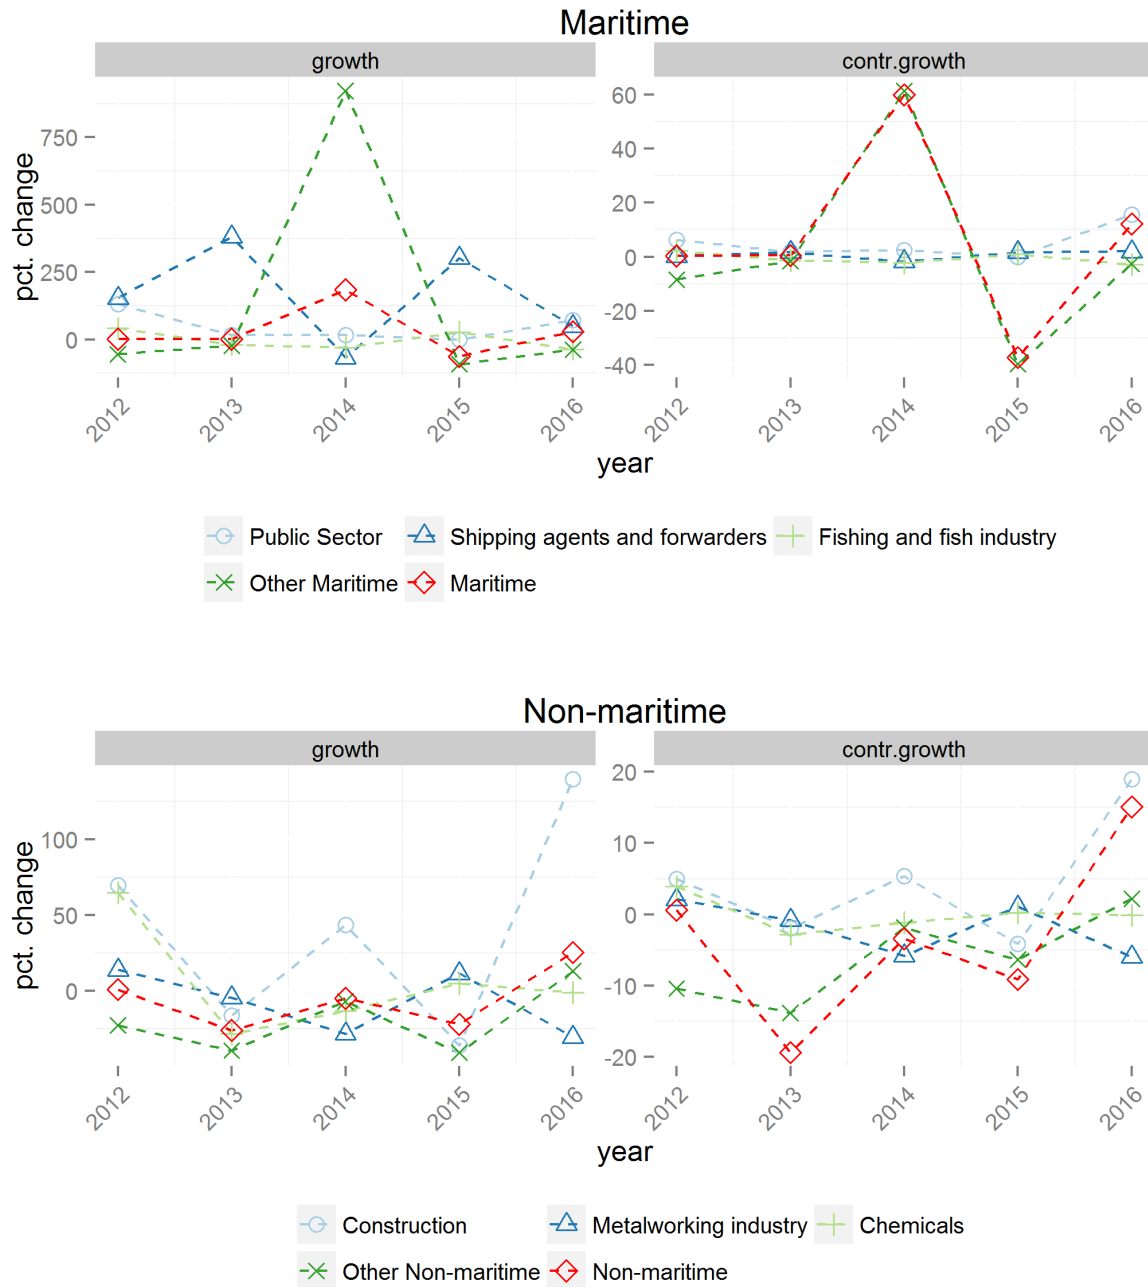 Maritime
growth
contr.growth
pct. change
750
500
250
0
60
40
20
0
-20
-40
2012
2013
2014
2015
2016
2012
2013
2014
2015
2016
year
Public Sector
Shipping agents and forwarders
Fishing and fish industry
Other Maritime
Maritime
Non-maritime
growth
contr.growth
pct. change
100
50
0
20
10
0
-10
-20
2012
2013
2014
2015
2016
2012
2013
2014
2015
2016
year
Construction
Metalworking industry
Chemicals
Other Non-maritime
Non-maritime